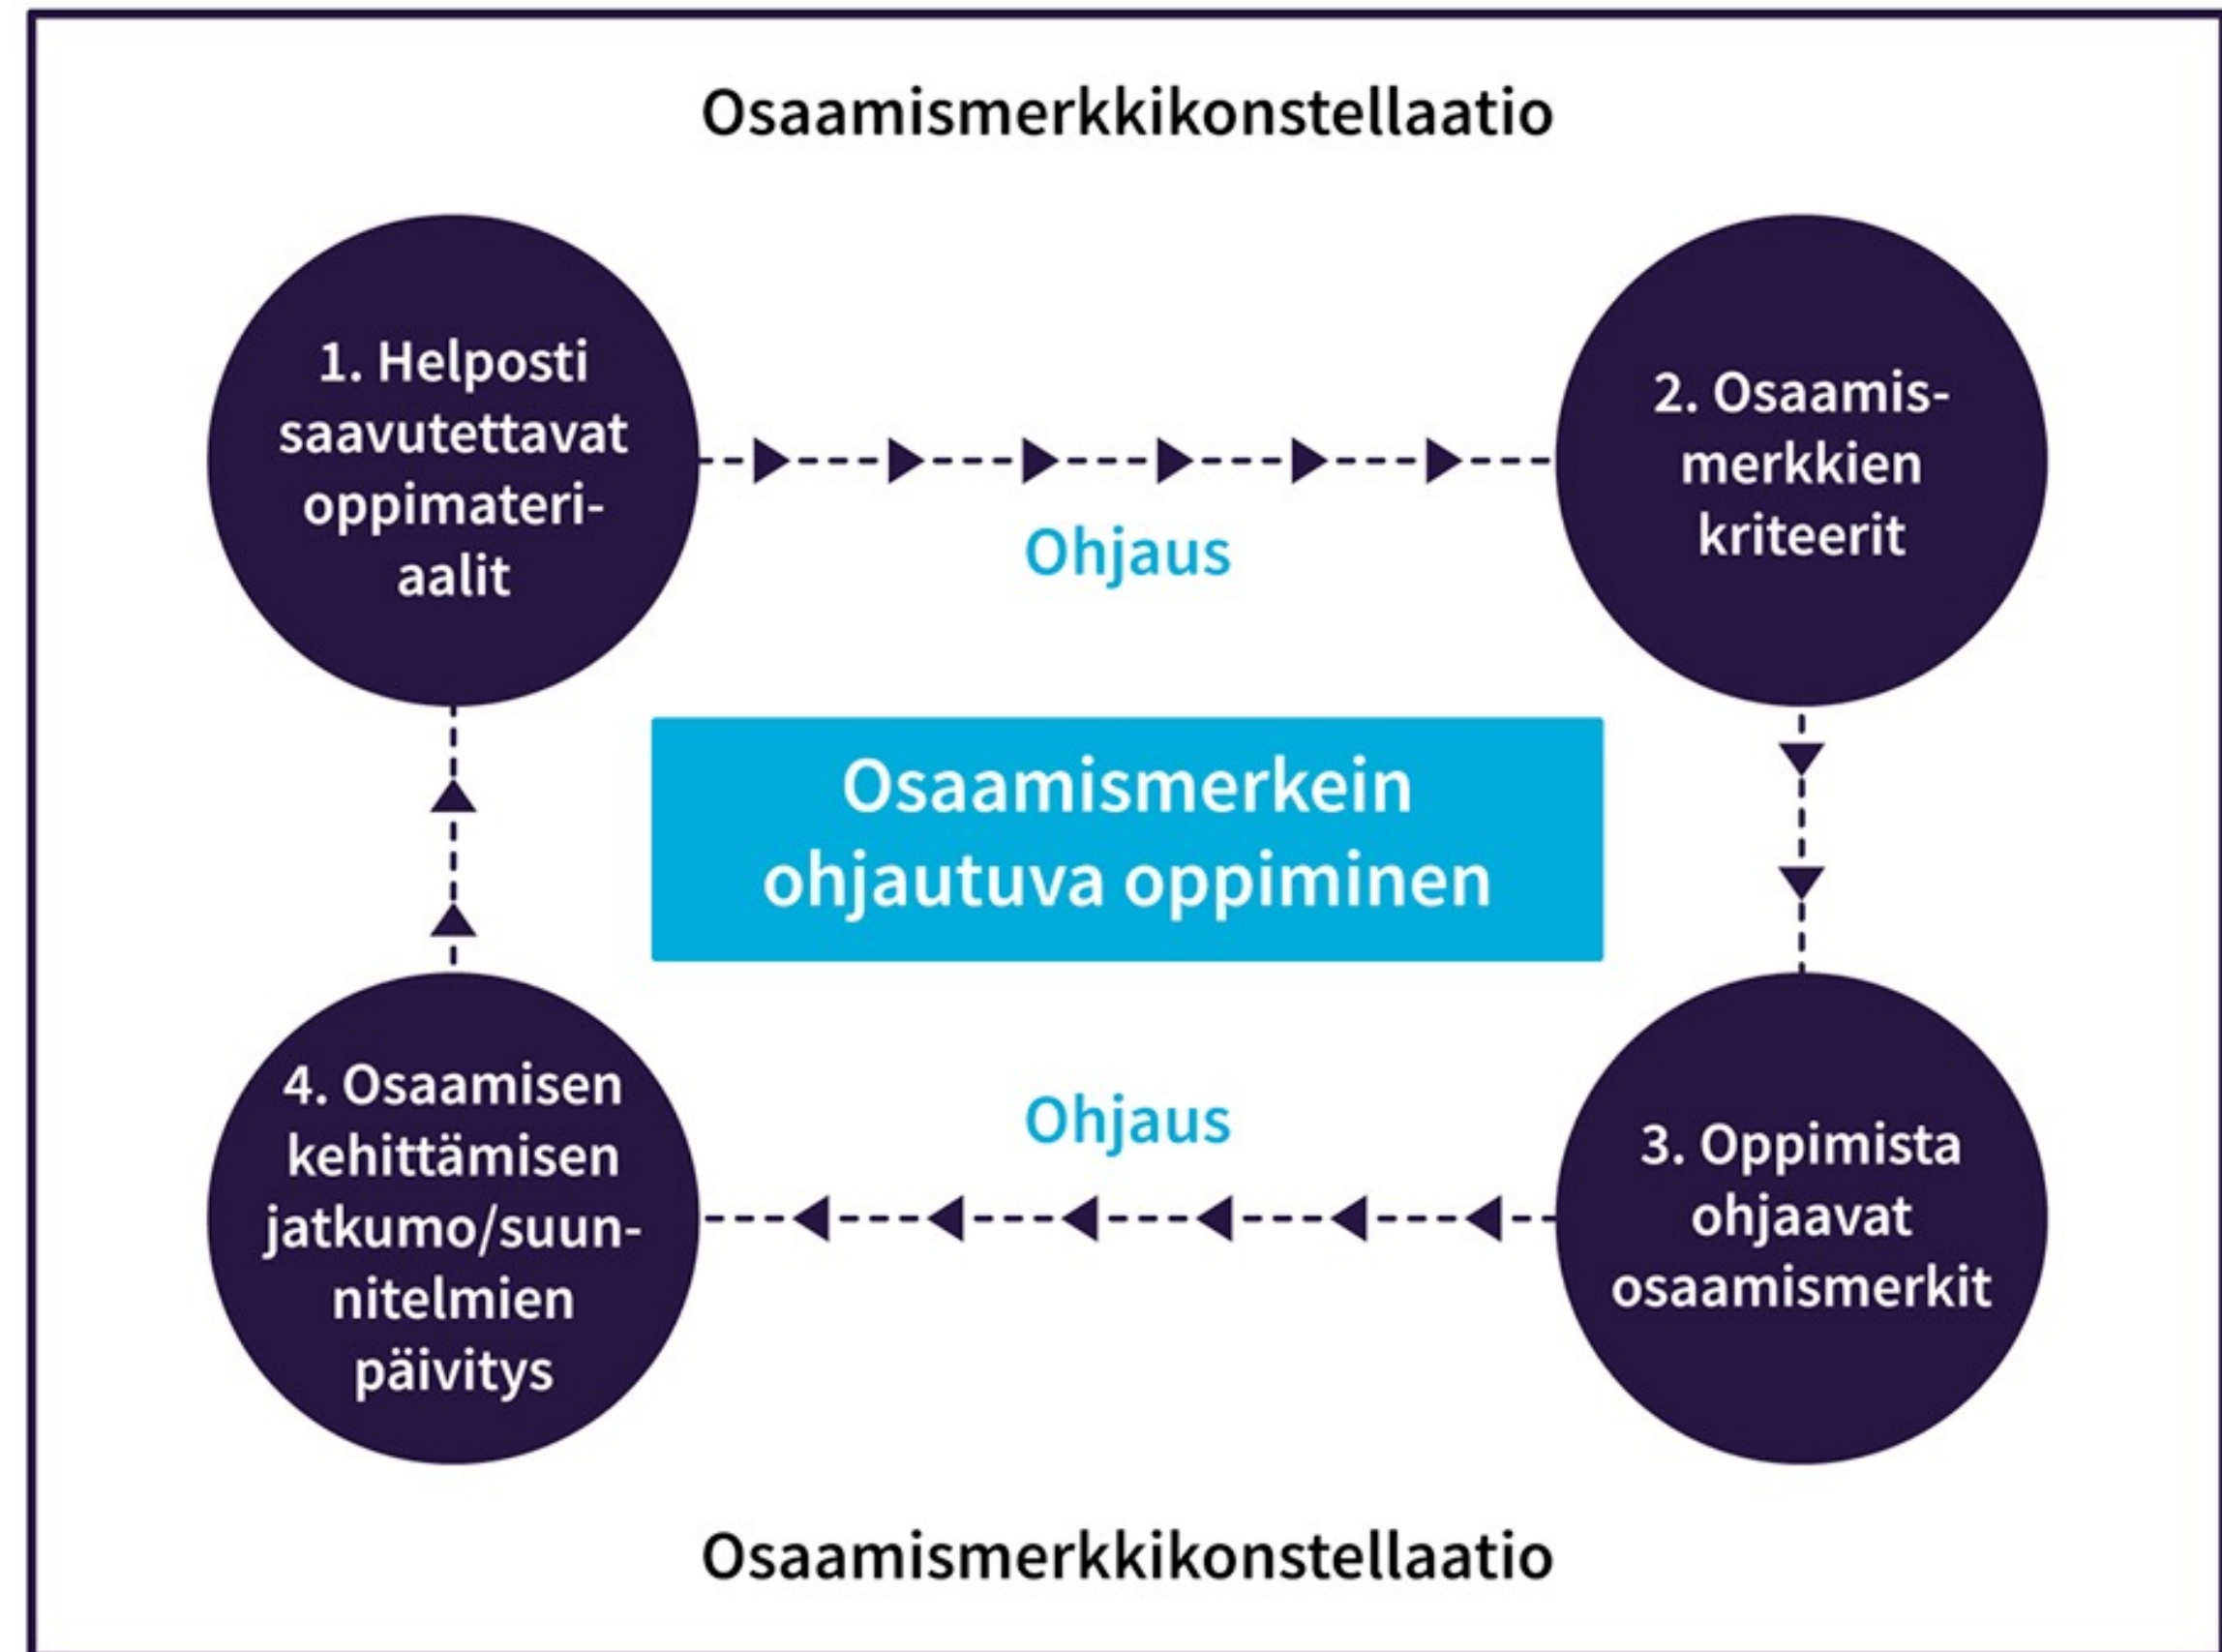 Osaamismerkkikonstellaatio
1. Helposti
saavutettavat
oppimateri-
aalit
Ohjaus
2. Osaamis-
merkkien
kriteerit
Osaamismerkein
ohjautuva oppiminen
4. Osaamisen
kehittämisen
jatkumo/suun-
nitelmien
päivitys
Ohjaus
3. Oppimista
ohjaavat
osaamismerkit
Osaamismerkkikonstellaatio